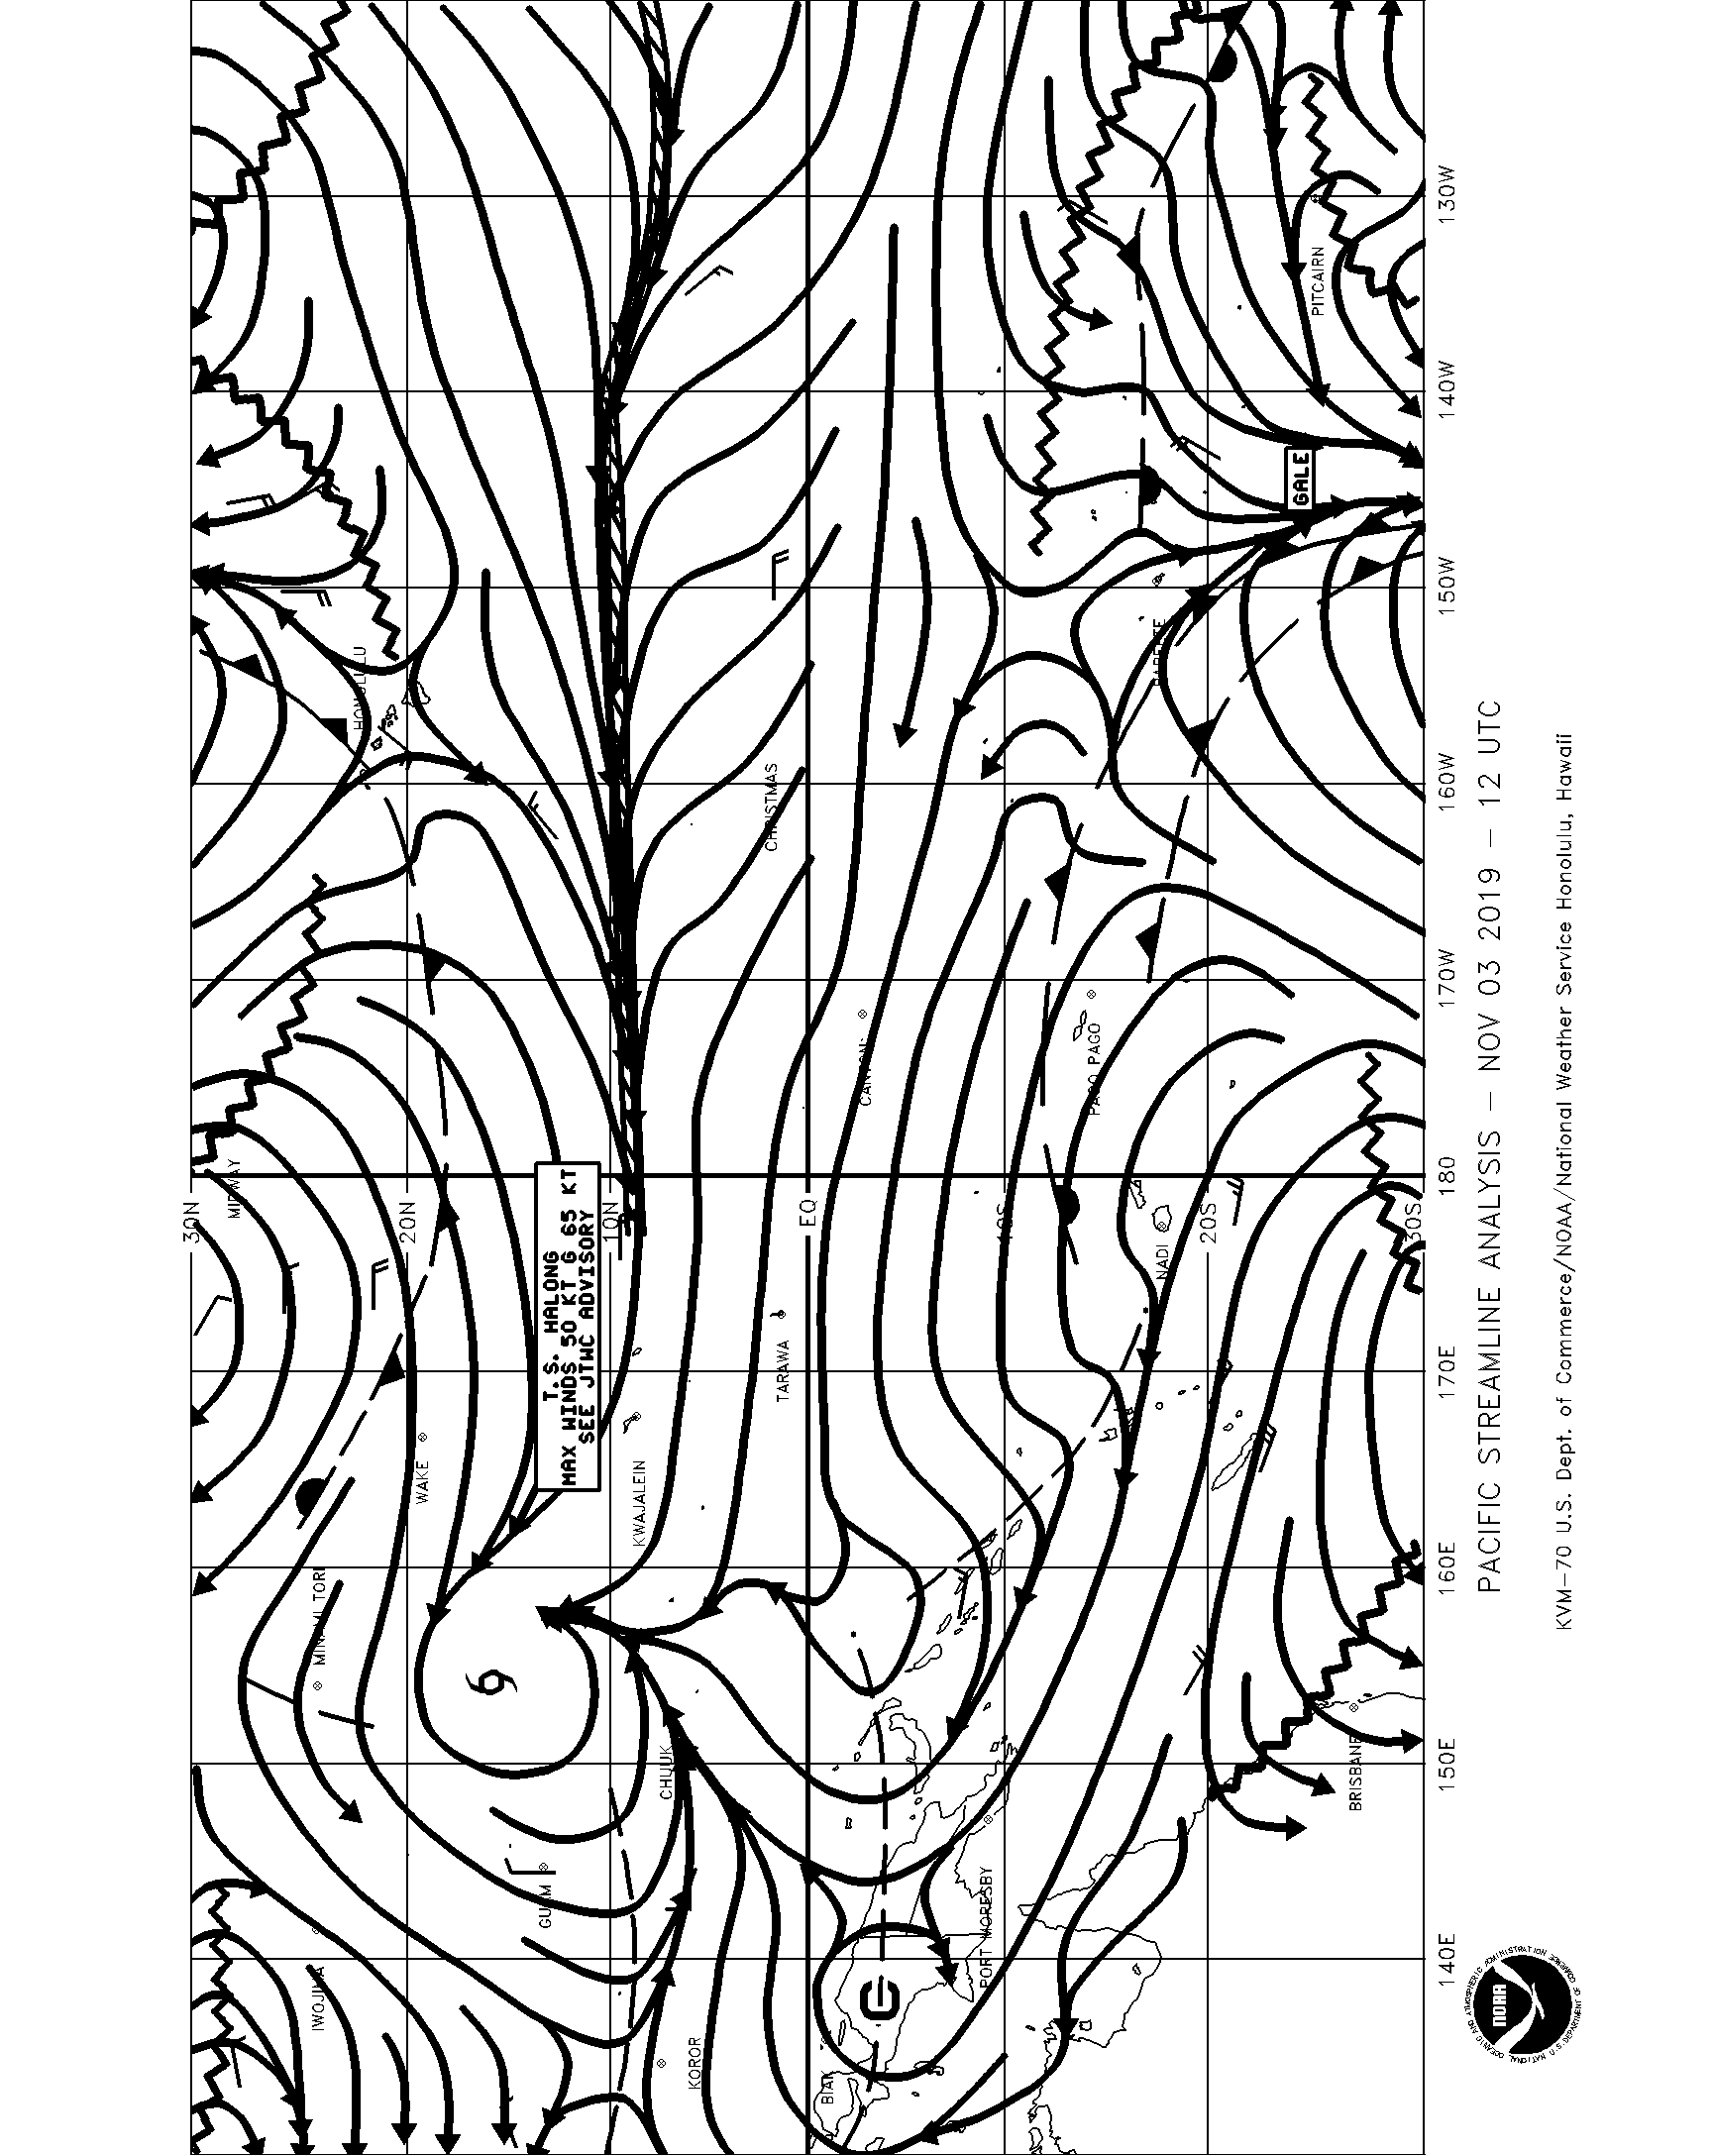 30N
20N
10N
EQ
10S
20S
30S
130W
140W
150W
160W
170W
180
170E
160E
150E
140E
PITCAIRN
GALE
HONOLULU
PAPEETE
CHRISTMAS
CANTON
PAGO PAGO
MIDWAY
T.S. HALONG
MAX WINDS 50 KT G 65 KT
SEE JTWC ADVISORY
NADI
TARAWA
WAKE
KWAJALEIN
MINAMI TORI
CHUUK
BRISBANE
GUAM
PORT MORESBY
IWOJIMA
KOROR
BIAK
C
PACIFIC STREAMLINE ANALYSIS – NOV 03 2019 – 12 UTC
KVM–70 U.S. Dept. of Commerce/NOAA/National Weather Service Honolulu, Hawaii
NOAA
NATIONAL OCEANIC AND ATMOSPHERIC ADMINISTRATION
U.S. DEPARTMENT OF COMMERCE